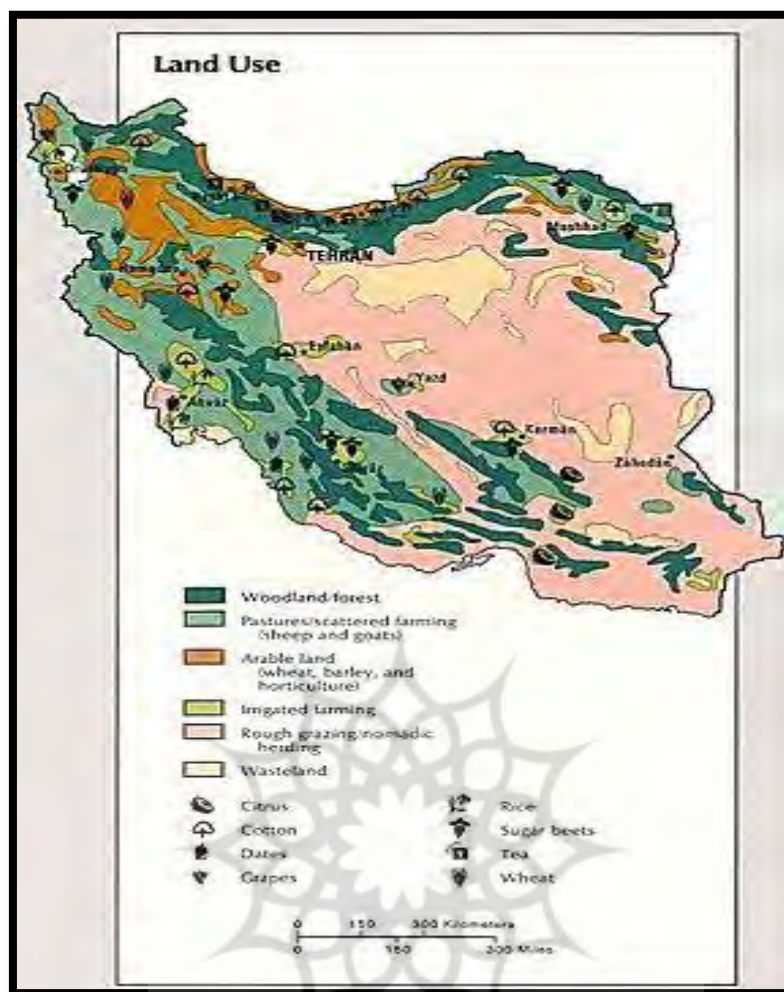 Land Use
TEHRAN
Mashhad
Hamadan
Esfahan
Yazd
Ahvaz
Kerman
Zahedan
Woodland/forest
Pastures/scattered farming
(sheep and goats)
Arable land
(wheat, barley, and
horticulture)
Irrigated farming
Rough grazing/nomadic
herding
Wasteland
Citrus
Cotton
Dates
Grapes
Rice
Sugar beets
Tea
Wheat
0 150 300 Kilometers
0 150 300 Miles